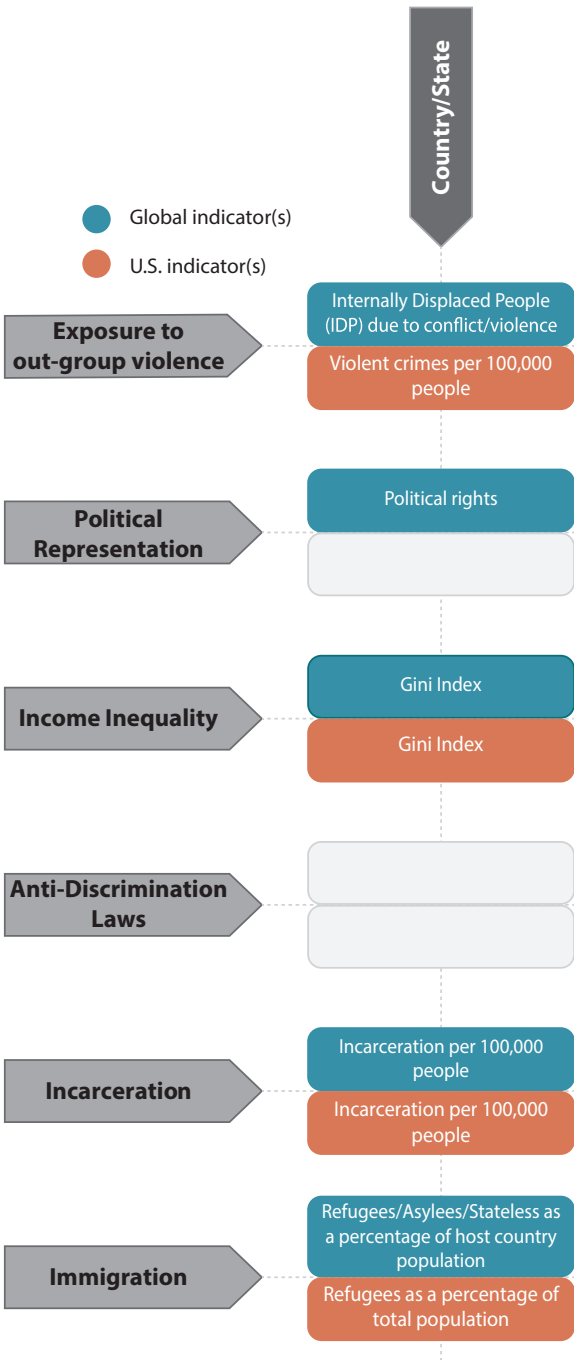 Country/State
Global indicator(s)
U.S. indicator(s)
Exposure to
out-group violence
Internally Displaced People
(IDP) due to conflict/violence
Violent crimes per 100,000
people
Political
Representation
Political rights
Income Inequality
Gini Index
Gini Index
Anti-Discrimination
Laws
Incarceration
Incarceration per 100,000
people
Incarceration per 100,000
people
Immigration
Refugees/Asylees/Stateless as
a percentage of host country
population
Refugees as a percentage of
total population